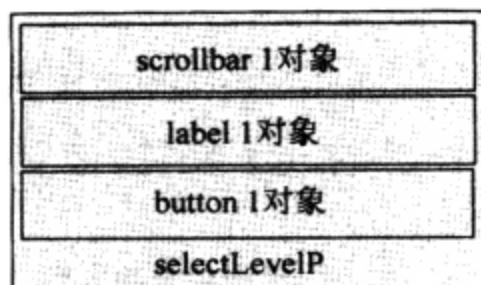 scrollbar 1对象
label 1对象
button 1对象
selectLevelP